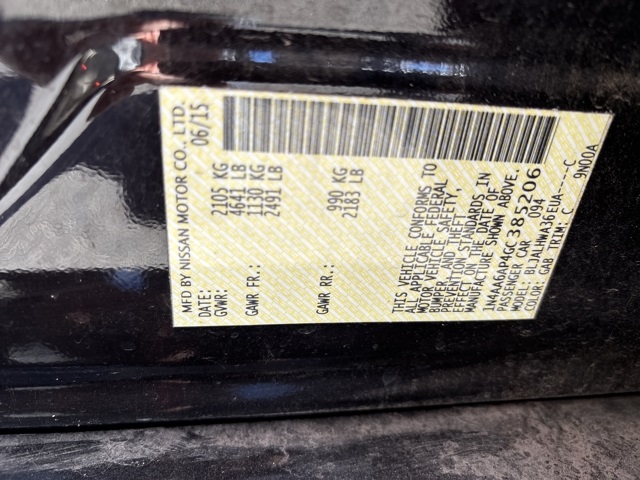 MFD BY NISSAN MOTOR CO., LTD.
DATE: 06/15
GVWR: 2105 KG
4641 LB
GAWR FR.: 1130 KG
2491 LB
GAWR RR.: 990 KG
2183 LB
THIS VEHICLE CONFORMS TO
ALL APPLICABLE FEDERAL
MOTOR VEHICLE SAFETY,
BUMPER, AND THEFT
PREVENTION STANDARDS IN
EFFECT ON THE DATE OF
MANUFACTURE SHOWN ABOVE.
1N4AA6AP4GC385206
PASSENGER CAR 094
MODEL: BLJALHWA36EUA-----C
COLOR: GAB TRIM: C 9N00A